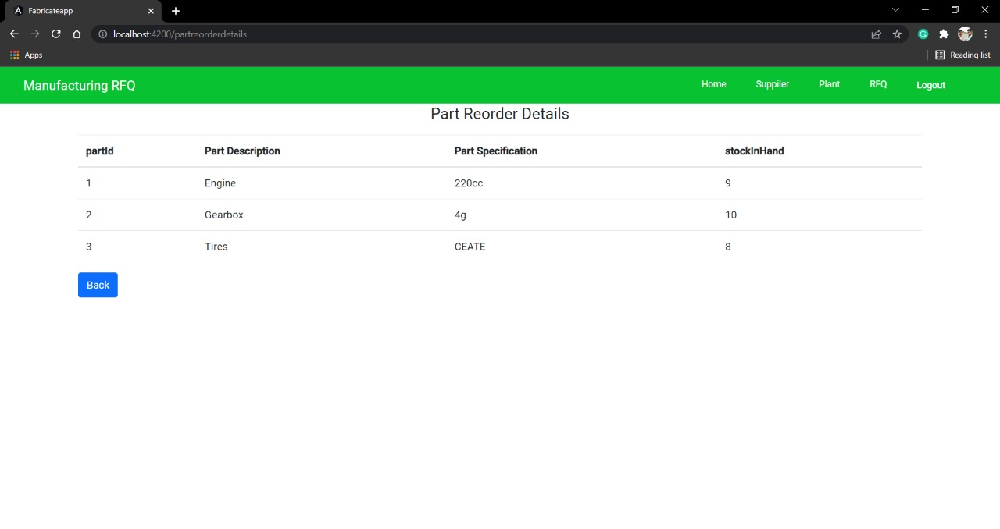 Fabricateapp
localhost:4200/partreorderdetails
Apps
Reading list
Manufacturing RFQ Home Suppiler Plant RFQ Logout
Part Reorder Details
partId Part Description Part Specification stockInHand
1 Engine 220cc 9
2 Gearbox 4g 10
3 Tires CEATE 8
Back